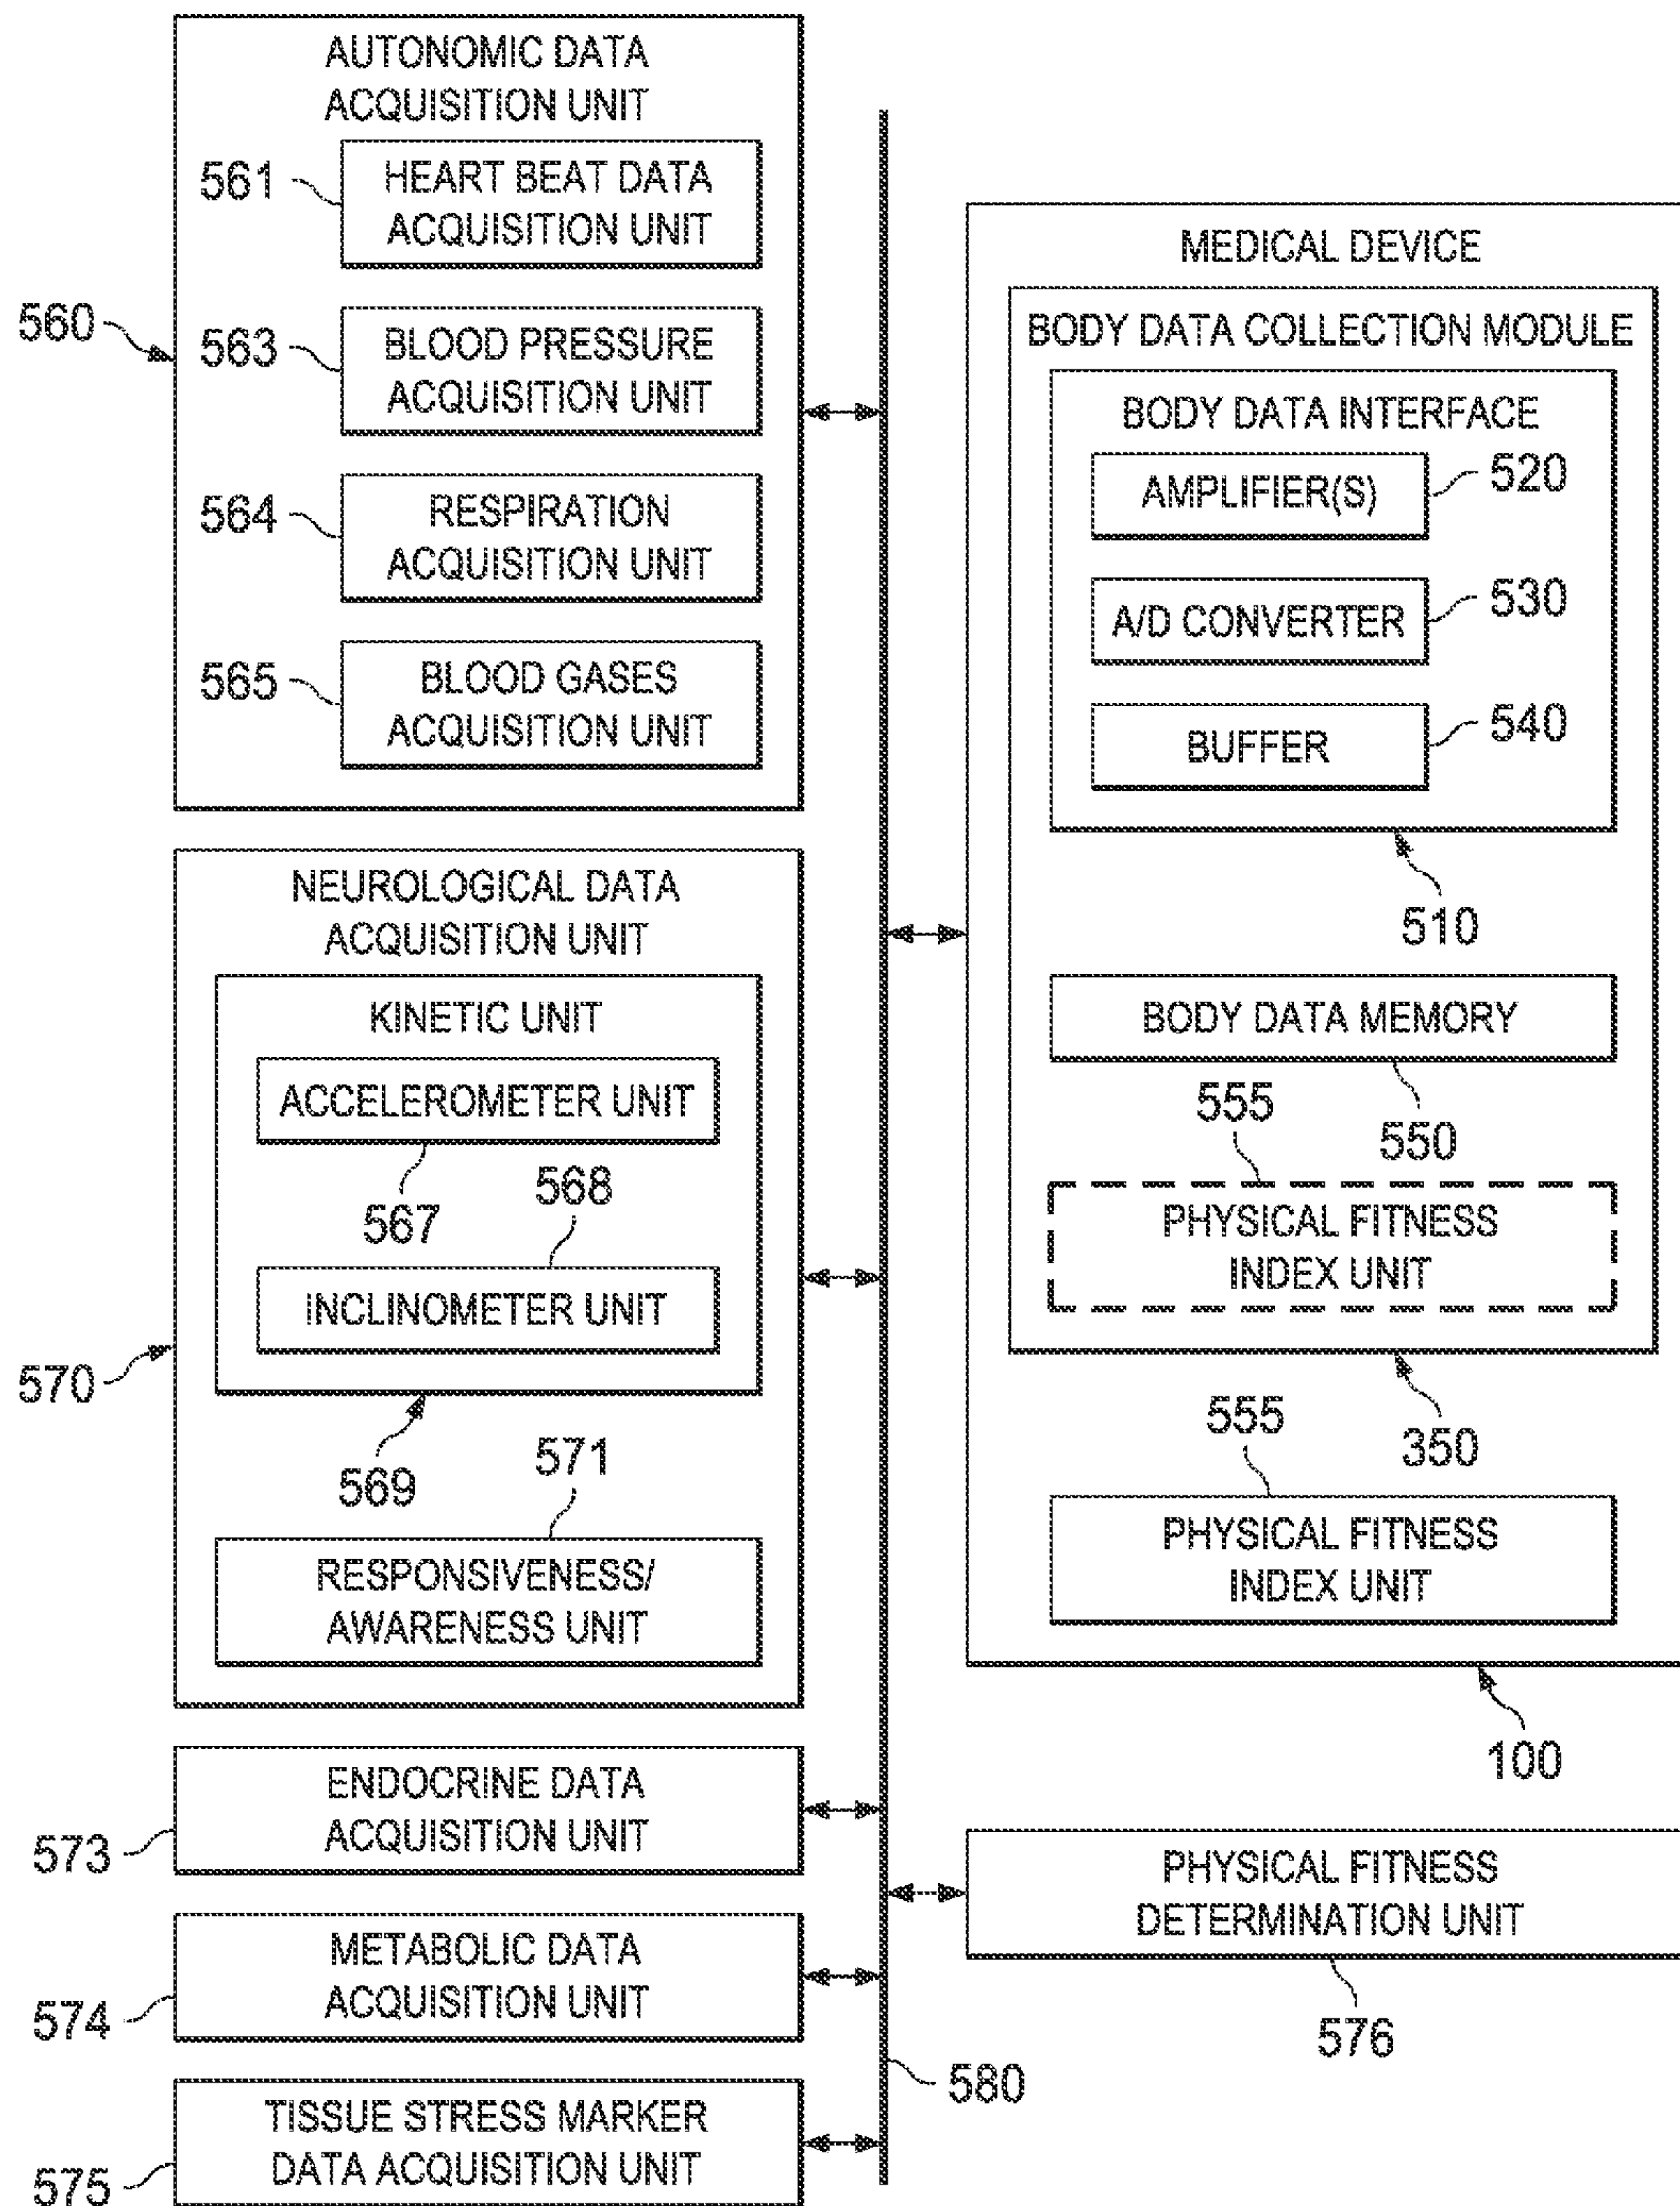 AUTONOMIC DATA
ACQUISITION UNIT
561
HEART BEAT DATA
ACQUISITION UNIT
560
563
BLOOD PRESSURE
ACQUISITION UNIT
564
RESPIRATION
ACQUISITION UNIT
565
BLOOD GASES
ACQUISITION UNIT
NEUROLOGICAL DATA
ACQUISITION UNIT
KINETIC UNIT
ACCELEROMETER UNIT
567
568
INCLINOMETER UNIT
570
569
571
RESPONSIVENESS/
AWARENESS UNIT
ENDOCRINE DATA
ACQUISITION UNIT
573
METABOLIC DATA
ACQUISITION UNIT
574
TISSUE STRESS MARKER
DATA ACQUISITION UNIT
575
580
MEDICAL DEVICE
BODY DATA COLLECTION MODULE
BODY DATA INTERFACE
AMPLIFIER(S)
520
A/D CONVERTER
530
BUFFER
540
510
BODY DATA MEMORY
555
550
PHYSICAL FITNESS
INDEX UNIT
555
350
PHYSICAL FITNESS
INDEX UNIT
100
PHYSICAL FITNESS
DETERMINATION UNIT
576